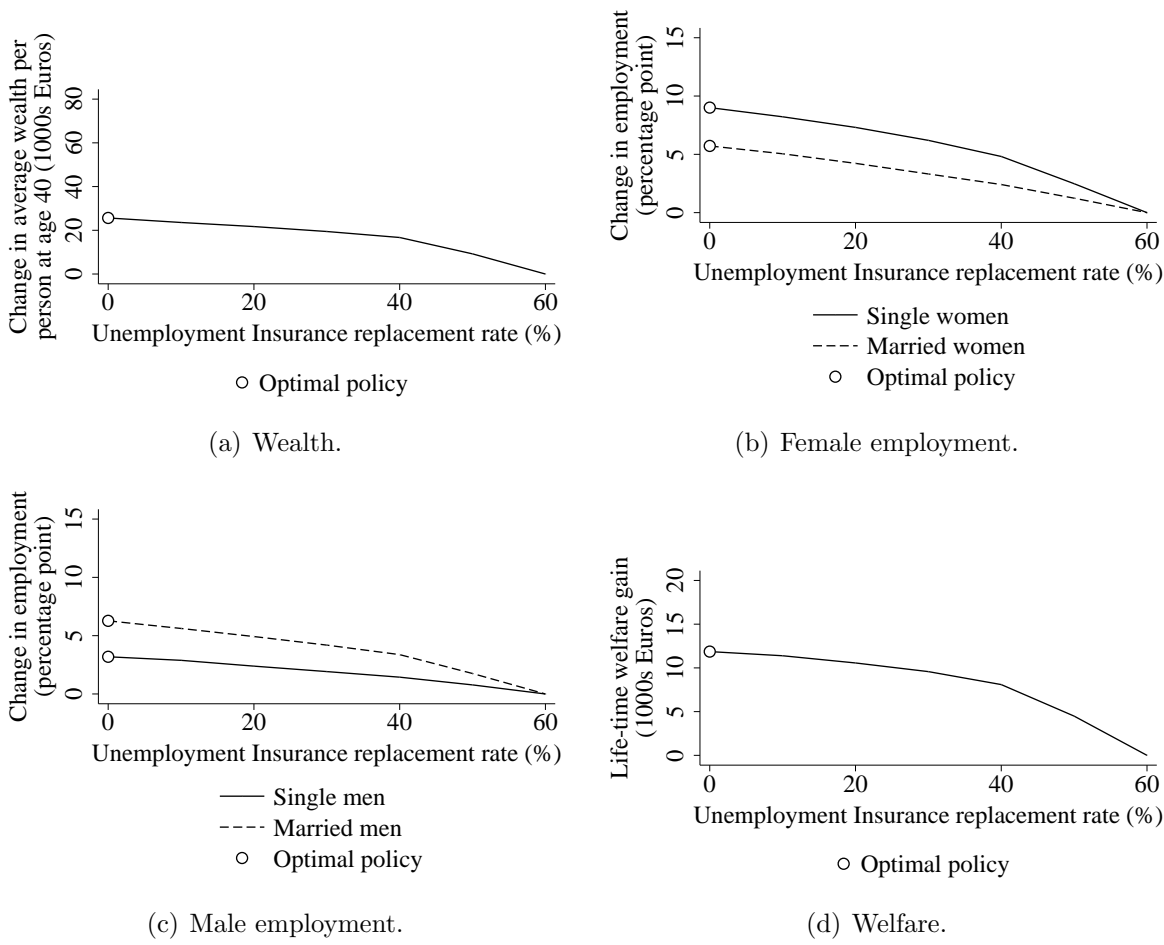 Change in average wealth per
person at age 40 (1000s Euros)
80
60
40
20
0
0 20 40 60
Unemployment Insurance replacement rate (%)
Optimal policy
(a) Wealth.
Change in employment
(percentage point)
15
10
5
0
0 20 40 60
Unemployment Insurance replacement rate (%)
Single women
Married women
Optimal policy
(b) Female employment.
Change in employment
(percentage point)
15
10
5
0
0 20 40 60
Unemployment Insurance replacement rate (%)
Single men
Married men
Optimal policy
(c) Male employment.
Life-time welfare gain
(1000s Euros)
20
15
10
5
0
0 20 40 60
Unemployment Insurance replacement rate (%)
Optimal policy
(d) Welfare.